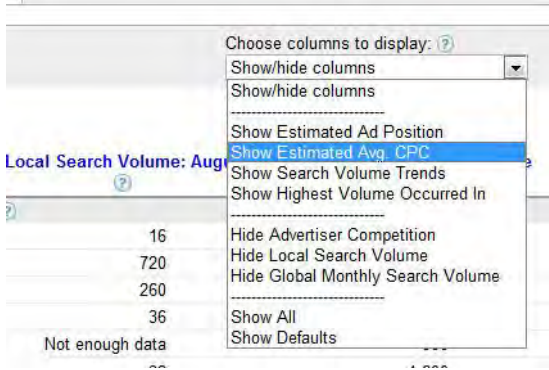 Choose columns to display: ?
Show/hide columns
Show/hide columns
------------------------------
Show Estimated Ad Position
Show Estimated Avg. CPC
Local Search Volume: Aug
Show Search Volume Trends
?
Show Highest Volume Occurred In
------------------------------
16
Hide Advertiser Competition
720
Hide Local Search Volume
260
Hide Global Monthly Search Volume
------------------------------
36
Show All
Not enough data
Show Defaults